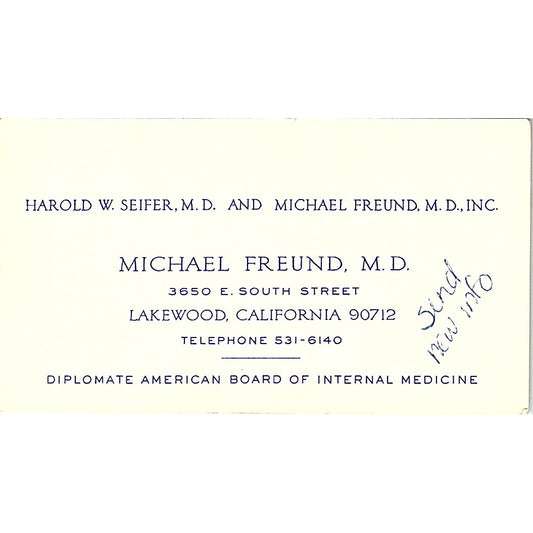 HAROLD W. SEIFER, M.D. AND MICHAEL FREUND, M.D., INC.
MICHAEL FREUND, M.D.
3650 E. SOUTH STREET
LAKEWOOD, CALIFORNIA 90712
TELEPHONE 531-6140
DIPLOMATE AMERICAN BOARD OF INTERNAL MEDICINE
Send
new info